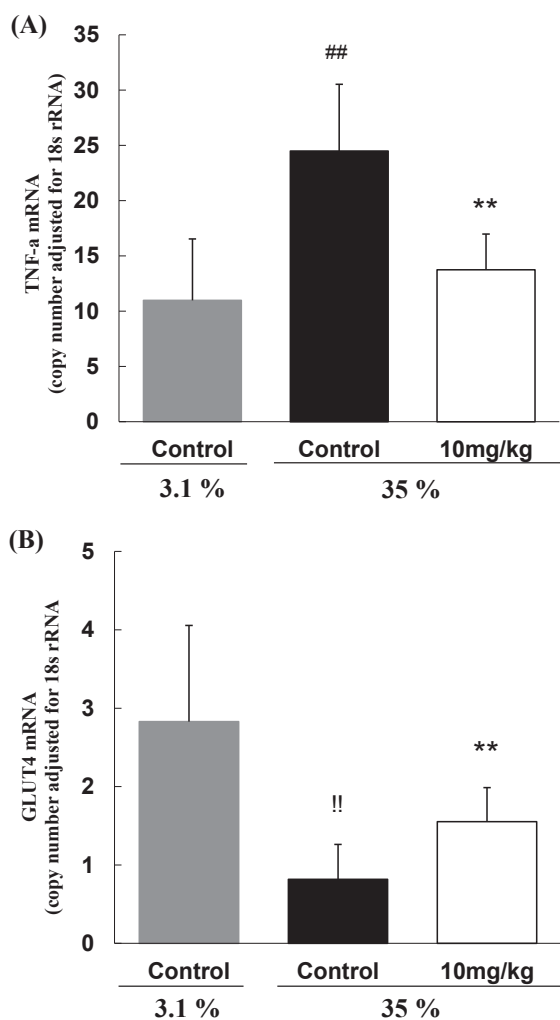 (A)
TNF-a mRNA
(copy number adjusted for 18s rRNA)
35
30
25
20
15
10
5
0
##
**
Control Control 10mg/kg
3.1 % 35 %
(B)
GLUT4 mRNA
(copy number adjusted for 18s rRNA
5
4
3
2
1
0
!!
**
Control Control 10mg/kg
3.1 % 35 %